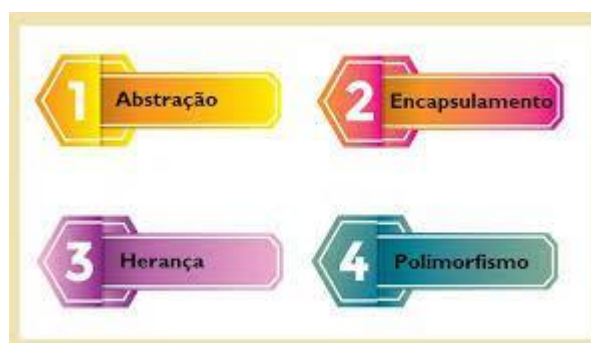 1 Abstração
2 Encapsulamento
3 Herança
4 Polimorfismo